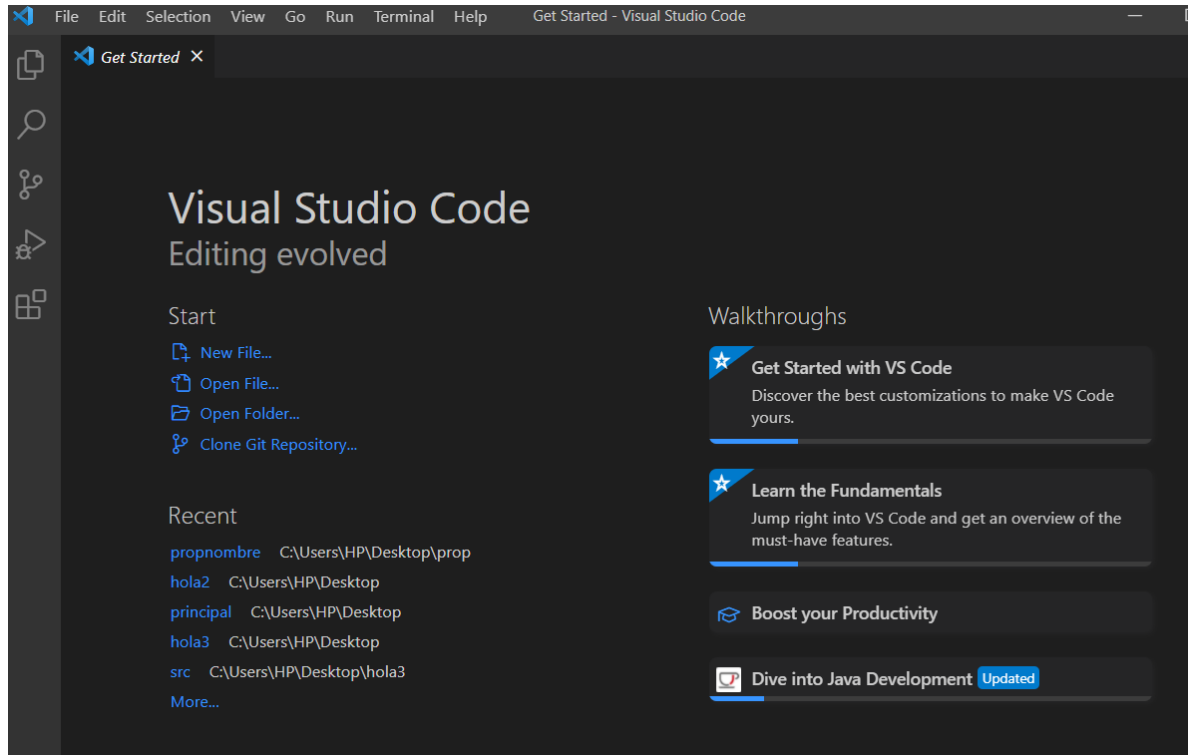 File Edit Selection View Go Run Terminal Help Get Started - Visual Studio Code
Get Started
Visual Studio Code
Editing evolved
Start
New File...
Open File...
Open Folder...
Clone Git Repository...
Recent
propnombre C:\Users\HP\Desktop\prop
hola2 C:\Users\HP\Desktop
principal C:\Users\HP\Desktop
hola3 C:\Users\HP\Desktop
src C:\Users\HP\Desktop\hola3
More...
Walkthroughs
Get Started with VS Code
Discover the best customizations to make VS Code
yours.
Learn the Fundamentals
Jump right into VS Code and get an overview of the
must-have features.
Boost your Productivity
Dive into Java Development Updated